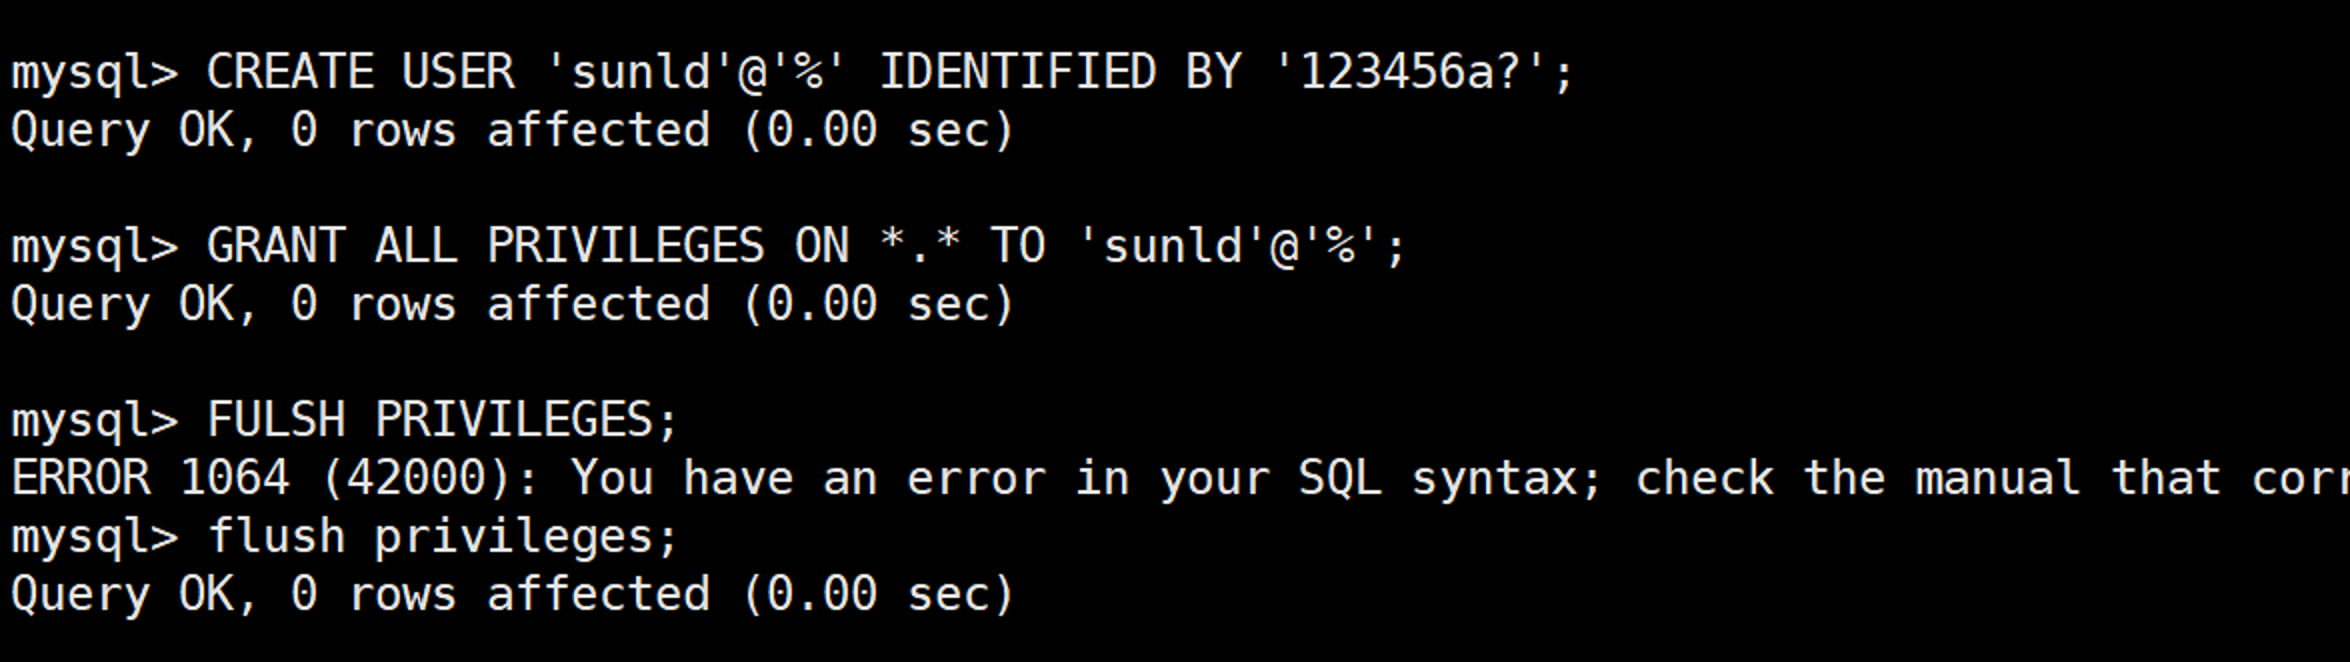 mysql> CREATE USER 'sunld'@'%' IDENTIFIED BY '123456a?';
Query OK, 0 rows affected (0.00 sec)
mysql> GRANT ALL PRIVILEGES ON *.* TO 'sunld'@'%';
Query OK, 0 rows affected (0.00 sec)
mysql> FULSH PRIVILEGES;
ERROR 1064 (42000): You have an error in your SQL syntax; check the manual that corr
mysql> flush privileges;
Query OK, 0 rows affected (0.00 sec)